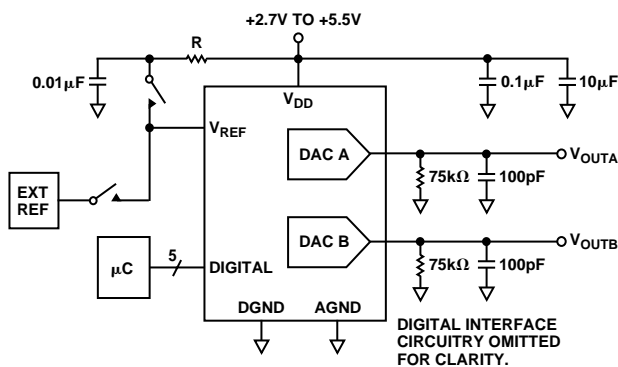 +2.7V TO +5.5V
R
0.01μF
0.1μF
10μF
VDD
VREF
DAC A
VOUTA
EXT
REF
75kΩ
100pF
DAC B
VOUTB
μC
5
DIGITAL
75kΩ
100pF
DGND
AGND
DIGITAL INTERFACE
CIRCUITRY OMITTED
FOR CLARITY.